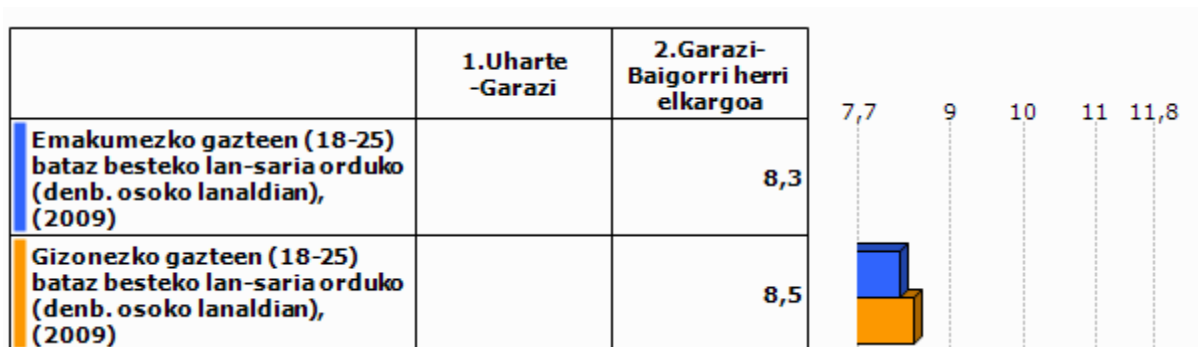 1.Uharte
-Garazi
2.Garazi-
Baigorri herri
elkargoa
7,7 9 10 11 11,8
Emakumezko gazteen (18-25)
bataz besteko lan-saria orduko
(denb. osoko lanaldian),
(2009)
8,3
Gizonezko gazteen (18-25)
bataz besteko lan-saria orduko
(denb. osoko lanaldian),
(2009)
8,5